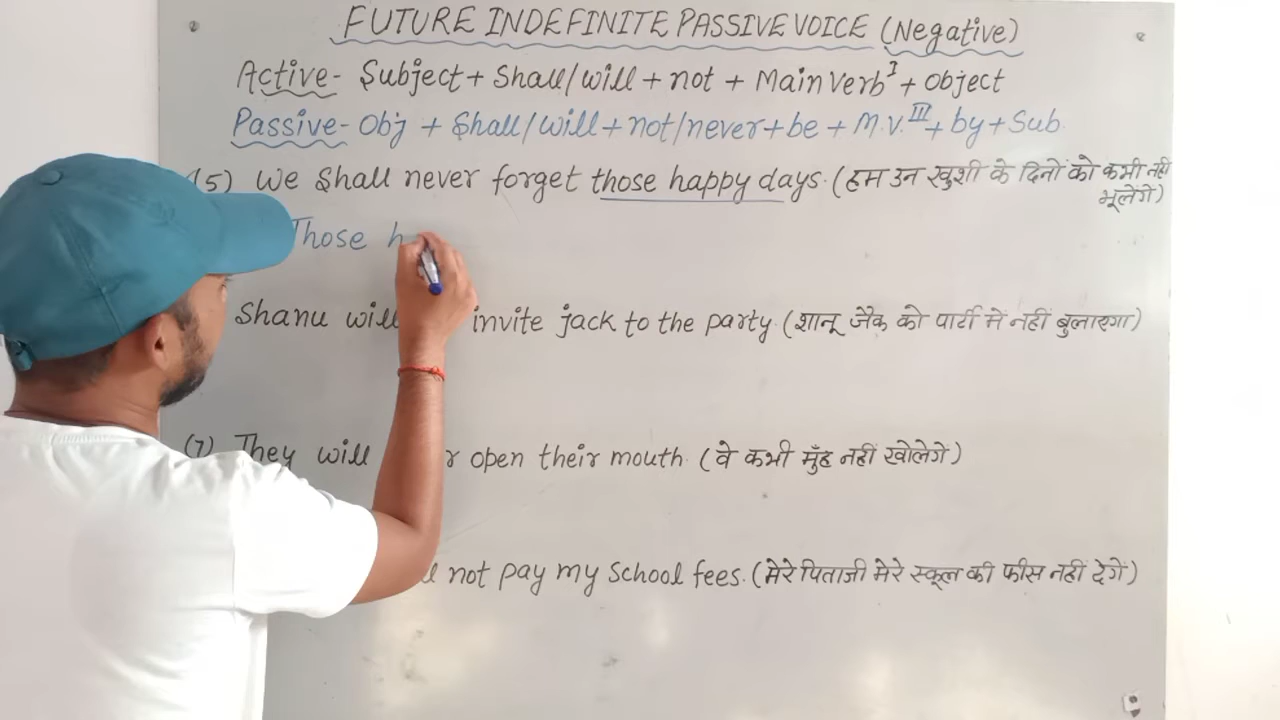 FUTURE INDEFINITE PASSIVE VOICE (Negative)
Active- Subject + Shall/will + not + Main Verb I + Object
Passive- Obj + Shall/will + not/never + be + M.V. III + by + Sub.
5) We Shall never forget those happy days. (हम उन खुशी के दिनों को कभी नहीं
भूलेंगे)
Those h
Shanu will invite jack to the party. (शानू जैक को पार्टी में नहीं बुलाएगा)
(7) They will r open their mouth. (वे कभी मुँह नहीं खोलेगें)
not pay my School fees. (मेरे पिताजी मेरे स्कूल की फीस नहीं देगें)